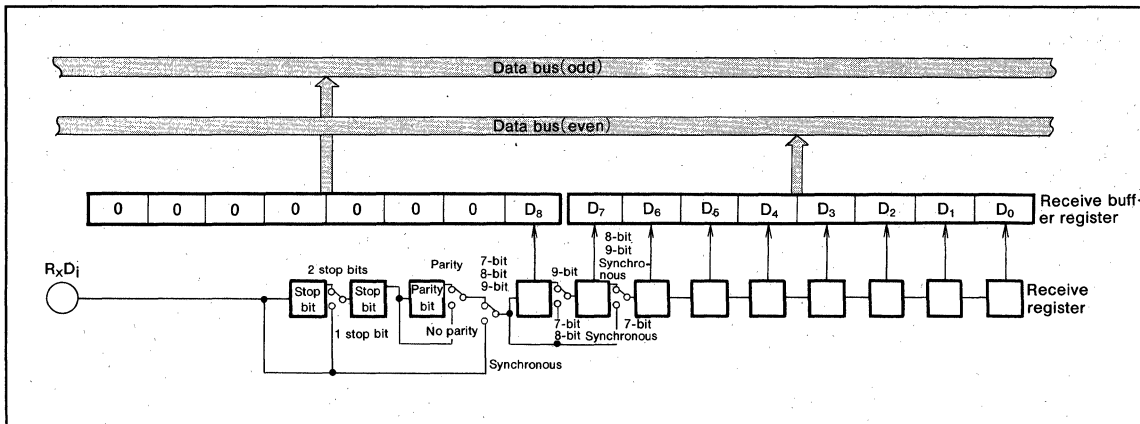 Data bus(odd)
Data bus(even)
0 0 0 0 0 0 0 D₈ D₇ D₆ D₅ D₄ D₃ D₂ D₁ D₀
Receive buff-
er register
RxDi
2 stop bits
Stop
bit
Stop
bit
1 stop bit
Parity
Parity
bit
No parity
7-bit
8-bit
9-bit
Synchronous
9-bit
7-bit
8-bit
8-bit
9-bit
Synchro-
nous
Synchronous
7-bit
Receive
register